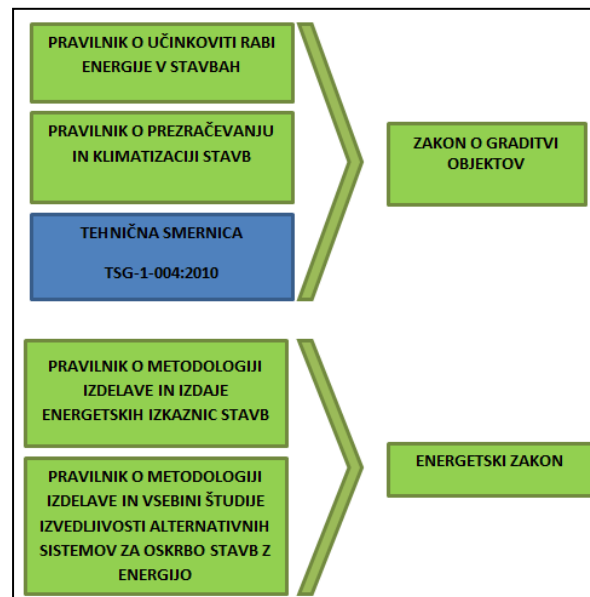 PRAVILNIK O UČINKOVITI RABI
ENERGIJE V STAVBAH
PRAVILNIK O PREZRAČEVANJU
IN KLIMATIZACIJI STAVB
TEHNIČNA SMERNICA
TSG-1-004:2010
ZAKON O GRADITVI
OBJEKTOV
PRAVILNIK O METODOLOGIJI
IZDELAVE IN IZDAJE
ENERGETSKIH IZKAZNIC STAVB
PRAVILNIK O METODOLOGIJI
IZDELAVE IN VSEBINI ŠTUDIJE
IZVEDLJIVOSTI ALTERNATIVNIH
SISTEMOV ZA OSKRBO STAVB Z
ENERGIJO
ENERGETSKI ZAKON